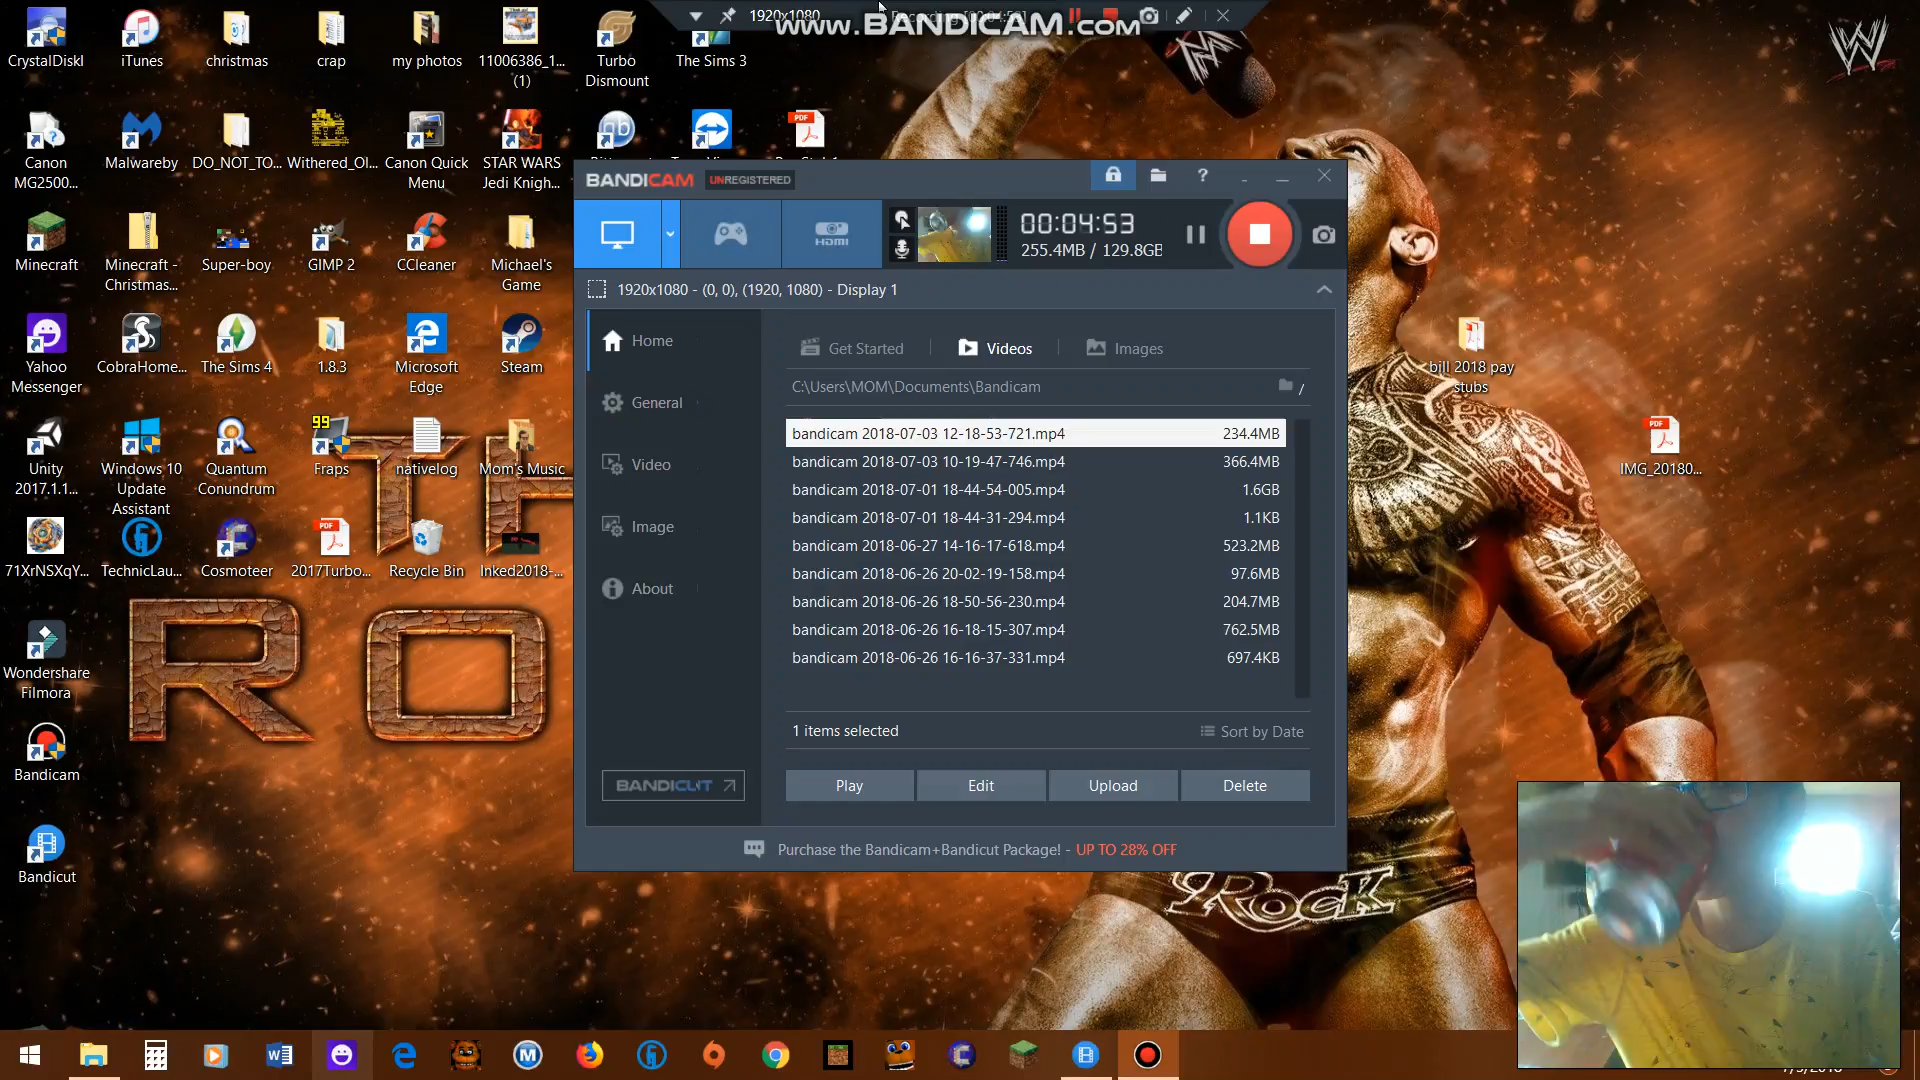 1920x1080
www.BANDICAM.com
CrystalDiskI
iTunes
christmas
crap
my photos
11006386_1...
(1)
Turbo
Dismount
The Sims 3
Canon
MG2500...
Malwareby
DO_NOT_TO...
Withered_Ol...
Canon Quick
Menu
STAR WARS
Jedi Knigh...
PDF
Minecraft
Minecraft -
Christmas...
Super-boy
GIMP 2
CCleaner
Michael's
Game
Yahoo
Messenger
CobraHome...
The Sims 4
1.8.3
Microsoft
Edge
Steam
Unity
2017.1.1...
Windows 10
Update
Assistant
Quantum
Conundrum
99
Fraps
nativelog
Mom's Music
71XrNSXqY...
TechnicLau...
Cosmoteer
PDF
2017Turbo...
Recycle Bin
Inked2018-...
Wondershare
Filmora
Bandicam
Bandicut
BANDICAM
UNREGISTERED
HDMI
00:04:53
255.4MB / 129.8GB
1920x1080 - (0, 0), (1920, 1080) - Display 1
Home
General
Video
Image
About
BANDICUT
Get Started
Videos
Images
C:\Users\MOM\Documents\Bandicam
/
bandicam 2018-07-03 12-18-53-721.mp4 234.4MB
bandicam 2018-07-03 10-19-47-746.mp4 366.4MB
bandicam 2018-07-01 18-44-54-005.mp4 1.6GB
bandicam 2018-07-01 18-44-31-294.mp4 1.1KB
bandicam 2018-06-27 14-16-17-618.mp4 523.2MB
bandicam 2018-06-26 20-02-19-158.mp4 97.6MB
bandicam 2018-06-26 18-50-56-230.mp4 204.7MB
bandicam 2018-06-26 16-18-15-307.mp4 762.5MB
bandicam 2018-06-26 16-16-37-331.mp4 697.4KB
1 items selected
Sort by Date
Play
Edit
Upload
Delete
Purchase the Bandicam+Bandicut Package! - UP TO 28% OFF
bill 2018 pay
stubs
PDF
IMG_20180...
W
TH
RO
Rock